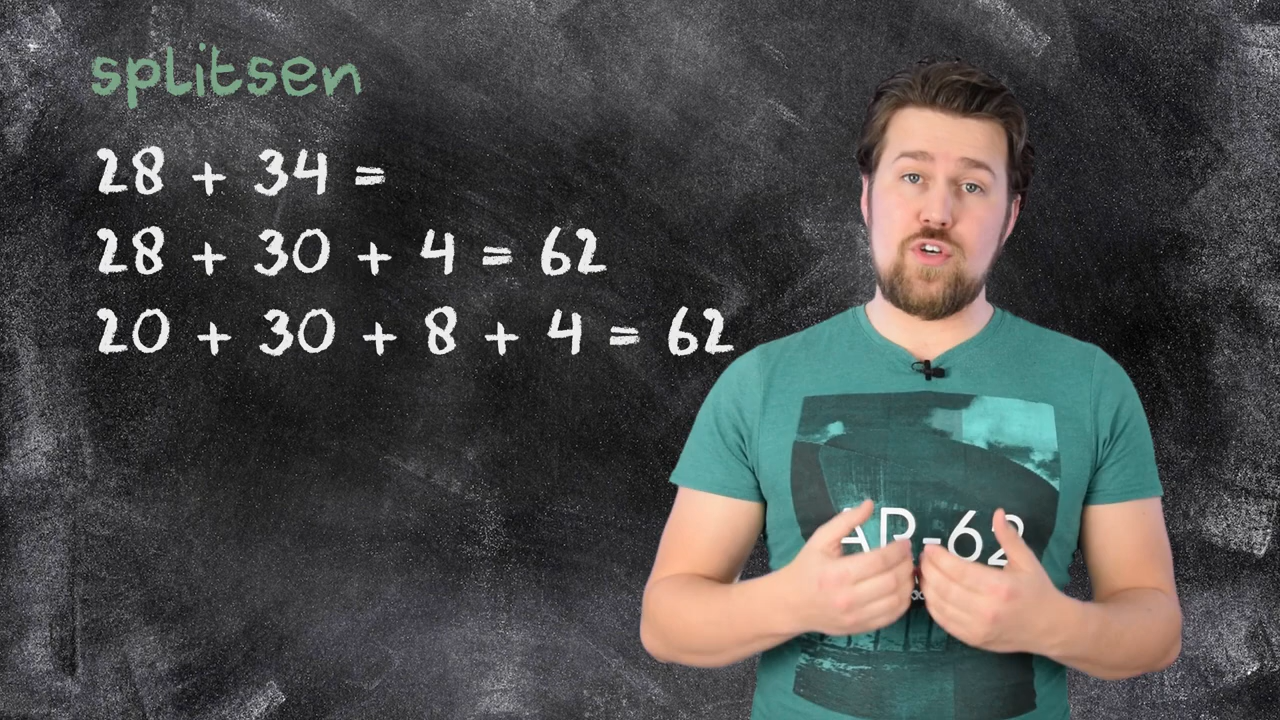 splitsen
28 + 34 =
28 + 30 + 4 = 62
20 + 30 + 8 + 4 = 62
AR-62